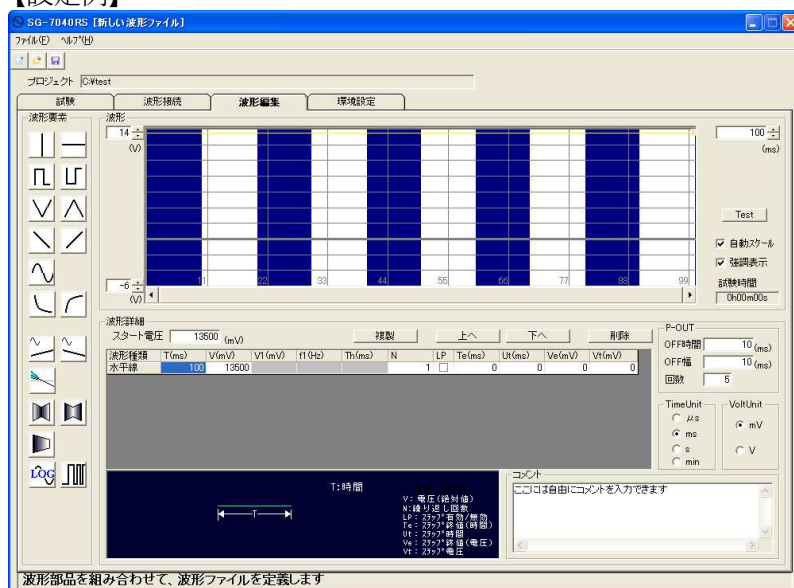 【設定例】
SG-7040RS [新しい波形ファイル]
ファイル(F) ヘルプ(H)
プロジェクト C:¥test
試験 波形接続 波形編集 環境設定
波形要素
波形
14
(V)
100
(ms)
Test
自動スケール
強調表示
試験時間
0h00m00s
11 22 33 44 55 66 77 88 99
-6
(V)
波形詳細
スタート電圧 13500 (mV)
複製 上へ 下へ 削除
波形種類 T(ms) V(mV) V1(mV) f1(Hz) Th(ms) N LP Te(ms) Ut(ms) Ve(mV) Vt(mV)
水平線 100 13500 1 0 0 0 0
P-OUT
OFF時間 10 (ms)
OFF幅 10 (ms)
回数 5
TimeUnit
μs
ms
s
min
VoltUnit
mV
V
LOG
T
T:時間
V: 電圧(絶対値)
N:繰り返し回数
LP: ステップ有効/無効
Te: ステップ終値(時間)
Ut: ステップ時間
Ve: ステップ終値(電圧)
Vt: ステップ電圧
コメント
ここには自由にコメントを入力できます
波形部品を組み合わせて、波形ファイルを定義します